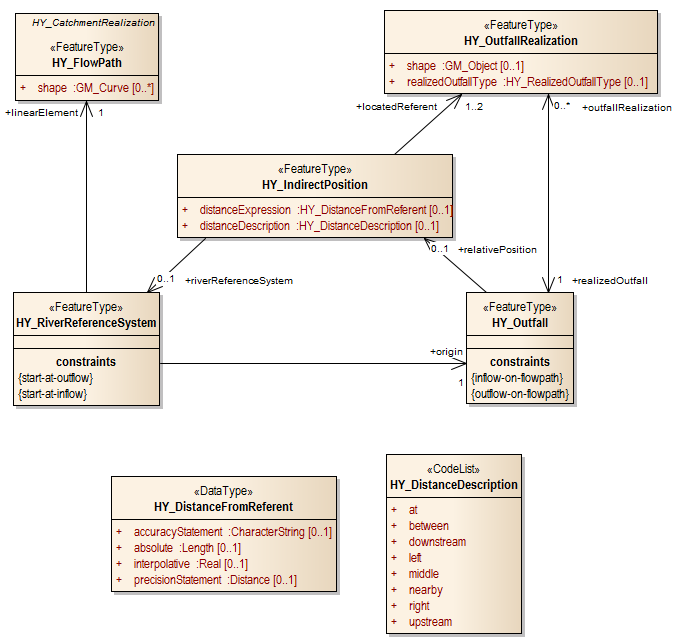 HY_CatchmentRealization
«FeatureType»
HY_FlowPath
+ shape :GM_Curve [0..*]
«FeatureType»
HY_OutfallRealization
+ shape :GM_Object [0..1]
+ realizedOutfallType :HY_RealizedOutfallType [0..1]
+linearElement 1
+locatedReferent 1..2
0..* +outfallRealization
«FeatureType»
HY_IndirectPosition
+ distanceExpression :HY_DistanceFromReferent [0..1]
+ distanceDescription :HY_DistanceDescription [0..1]
0..1 +relativePosition
0..1 +riverReferenceSystem
1 +realizedOutfall
«FeatureType»
HY_RiverReferenceSystem
constraints
{start-at-outflow}
{start-at-inflow}
+origin
1
«FeatureType»
HY_Outfall
constraints
{inflow-on-flowpath}
{outflow-on-flowpath}
«DataType»
HY_DistanceFromReferent
+ accuracyStatement :CharacterString [0..1]
+ absolute :Length [0..1]
+ interpolative :Real [0..1]
+ precisionStatement :Distance [0..1]
«CodeList»
HY_DistanceDescription
+ at
+ between
+ downstream
+ left
+ middle
+ nearby
+ right
+ upstream